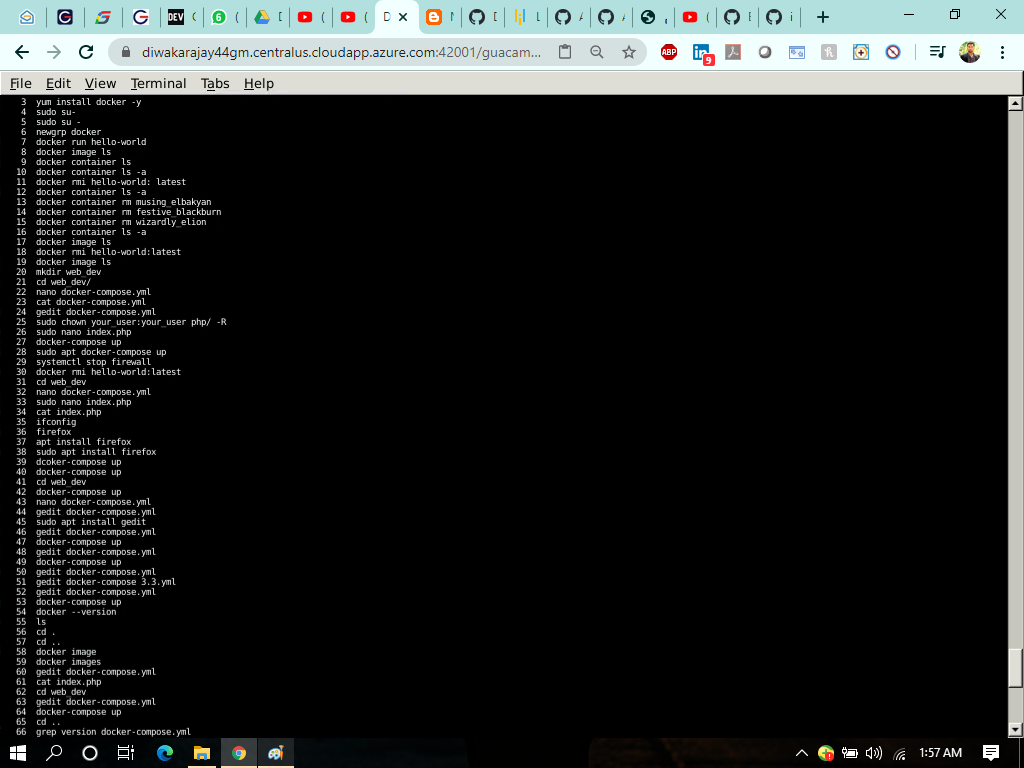 DEV
6
(
D
(
(
D
diwakarajay44gm.centralus.cloudapp.azure.com:42001/guacam...
ABP
9
File Edit View Terminal Tabs Help
3 yum install docker -y
4 sudo su-
5 sudo su -
6 newgrp docker
7 docker run hello-world
8 docker image ls
9 docker container ls
10 docker container ls -a
11 docker rmi hello-world: latest
12 docker container ls -a
13 docker container rm musing_elbakyan
14 docker container rm festive_blackburn
15 docker container rm wizardly_elion
16 docker container ls -a
17 docker image ls
18 docker rmi hello-world:latest
19 docker image ls
20 mkdir web_dev
21 cd web_dev/
22 nano docker-compose.yml
23 cat docker-compose.yml
24 gedit docker-compose.yml
25 sudo chown your_user:your_user php/ -R
26 sudo nano index.php
27 docker-compose up
28 sudo apt docker-compose up
29 systemctl stop firewall
30 docker rmi hello-world:latest
31 cd web_dev
32 nano docker-compose.yml
33 sudo nano index.php
34 cat index.php
35 ifconfig
36 firefox
37 apt install firefox
38 sudo apt install firefox
39 dcoker-compose up
40 docker-compose up
41 cd web_dev
42 docker-compose up
43 nano docker-compose.yml
44 gedit docker-compose.yml
45 sudo apt install gedit
46 gedit docker-compose.yml
47 docker-compose up
48 gedit docker-compose.yml
49 docker-compose up
50 gedit docker-compose.yml
51 gedit docker-compose 3.3.yml
52 gedit docker-compose.yml
53 docker-compose up
54 docker --version
55 ls
56 cd .
57 cd ..
58 docker image
59 docker images
60 gedit docker-compose.yml
61 cat index.php
62 cd web_dev
63 gedit docker-compose.yml
64 docker-compose up
65 cd ..
66 grep version docker-compose.yml
1:57 AM